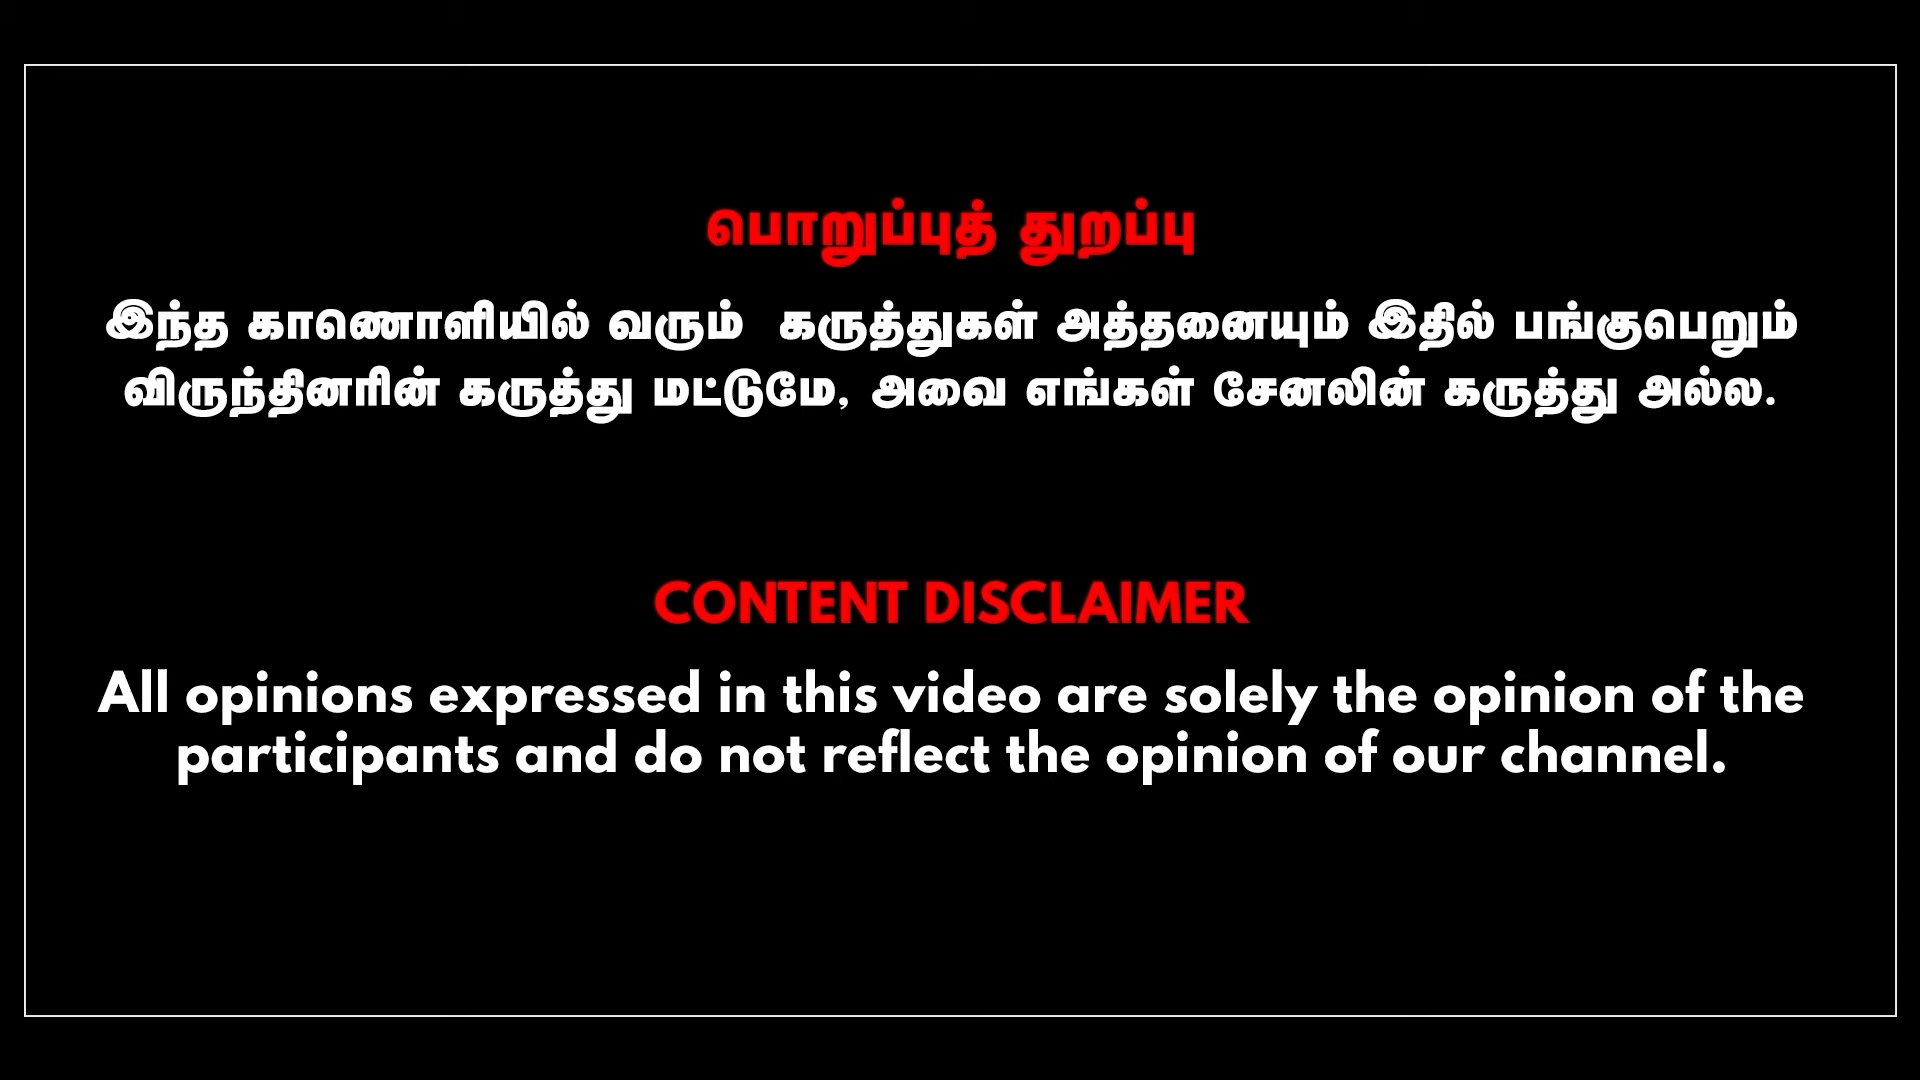 பொறுப்புத் துறப்பு
இந்த காணொளியில் வரும் கருத்துகள் அத்தனையும் இதில் பங்குபெறும்
விருந்தினரின் கருத்து மட்டுமே, அவை எங்கள் சேனலின் கருத்து அல்ல.
CONTENT DISCLAIMER
All opinions expressed in this video are solely the opinion of the
participants and do not reflect the opinion of our channel.